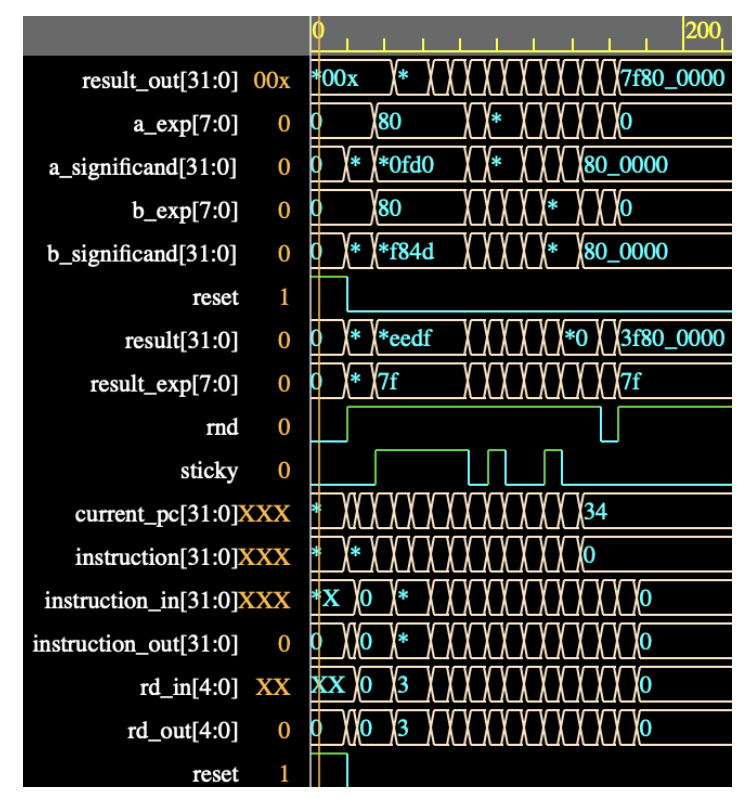 0 200
result_out[31:0] 00x *00x * 7f80_0000
a_exp[7:0] 0 0 80 * 0
a_significand[31:0] 0 0 * *0fd0 * 80_0000
b_exp[7:0] 0 0 80 * 0
b_significand[31:0] 0 0 * *f84d * 80_0000
reset 1
result[31:0] 0 0 * *eedf *0 3f80_0000
result_exp[7:0] 0 0 * 7f 7f
rnd 0
sticky 0
current_pc[31:0]XXX * 34
instruction[31:0]XXX * * 0
instruction_in[31:0]XXX *X 0 * 0
instruction_out[31:0] 0 0 0 * 0
rd_in[4:0] XX XX 0 3 0
rd_out[4:0] 0 0 0 3 0
reset 1